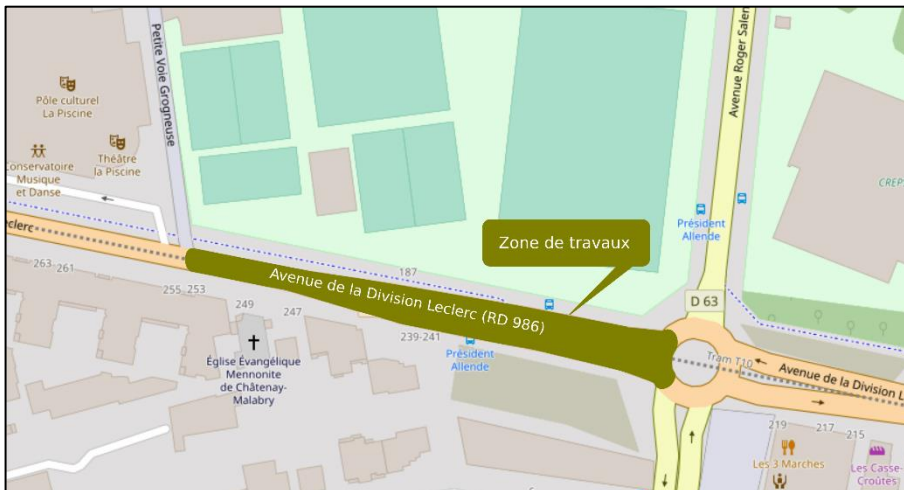 Petite Voie Grogneuse
Avenue Roger Salen
Pôle culturel
La Piscine
Théâtre
la Piscine
Conservatoire
Musique
et Danse
CREPS
Président
Allende
Zone de travaux
eclerc
263
261
255
253
249
247
187
Avenue de la Division Leclerc (RD 986)
239-241
D 63
Église Évangélique
Mennonite
de Châtenay-
Malabry
Président
Allende
Tram T10
Avenue de la Division L
219
217
215
Les 3 Marches
Les Casse-
Croûtes